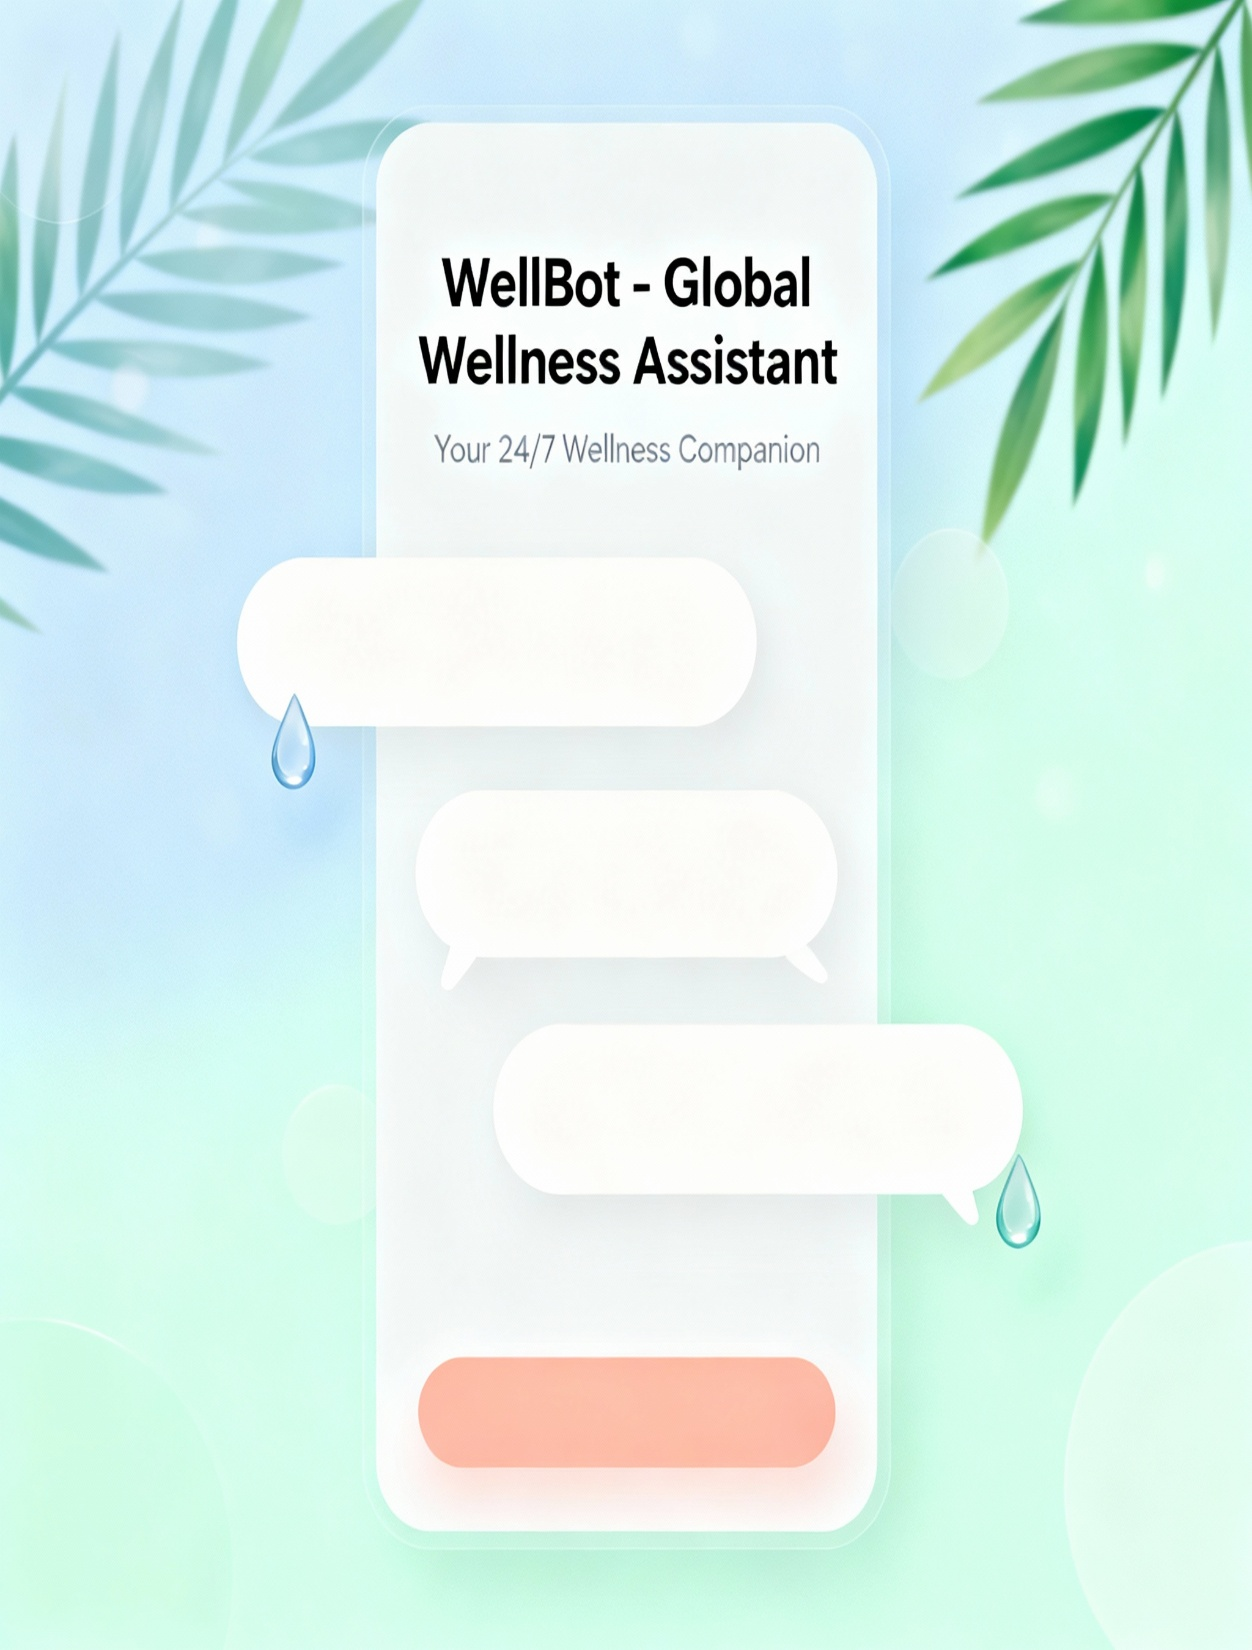 WellBot - Global
Wellness Assistant
Your 24/7 Wellness Companion